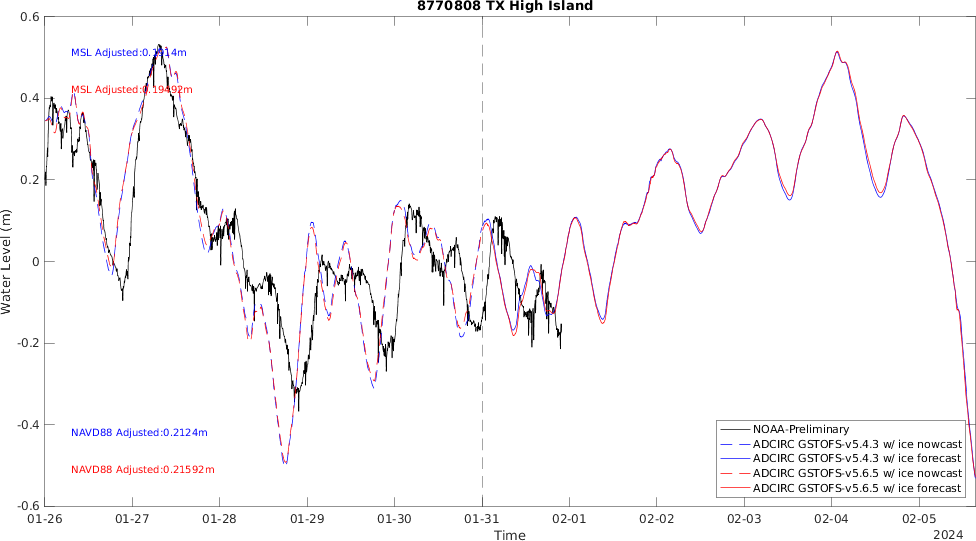 8770808 TX High Island
0.6
0.4
0.2
0
-0.2
-0.4
-0.6
Water Level (m)
MSL Adjusted:0.1914m
MSL Adjusted:0.19492m
NAVD88 Adjusted:0.2124m
NAVD88 Adjusted:0.21592m
NOAA-Preliminary
ADCIRC GSTOFS-v5.4.3 w/ ice nowcast
ADCIRC GSTOFS-v5.4.3 w/ ice forecast
ADCIRC GSTOFS-v5.6.5 w/ ice nowcast
ADCIRC GSTOFS-v5.6.5 w/ ice forecast
01-26 01-27 01-28 01-29 01-30 01-31 02-01 02-02 02-03 02-04 02-05
Time
2024